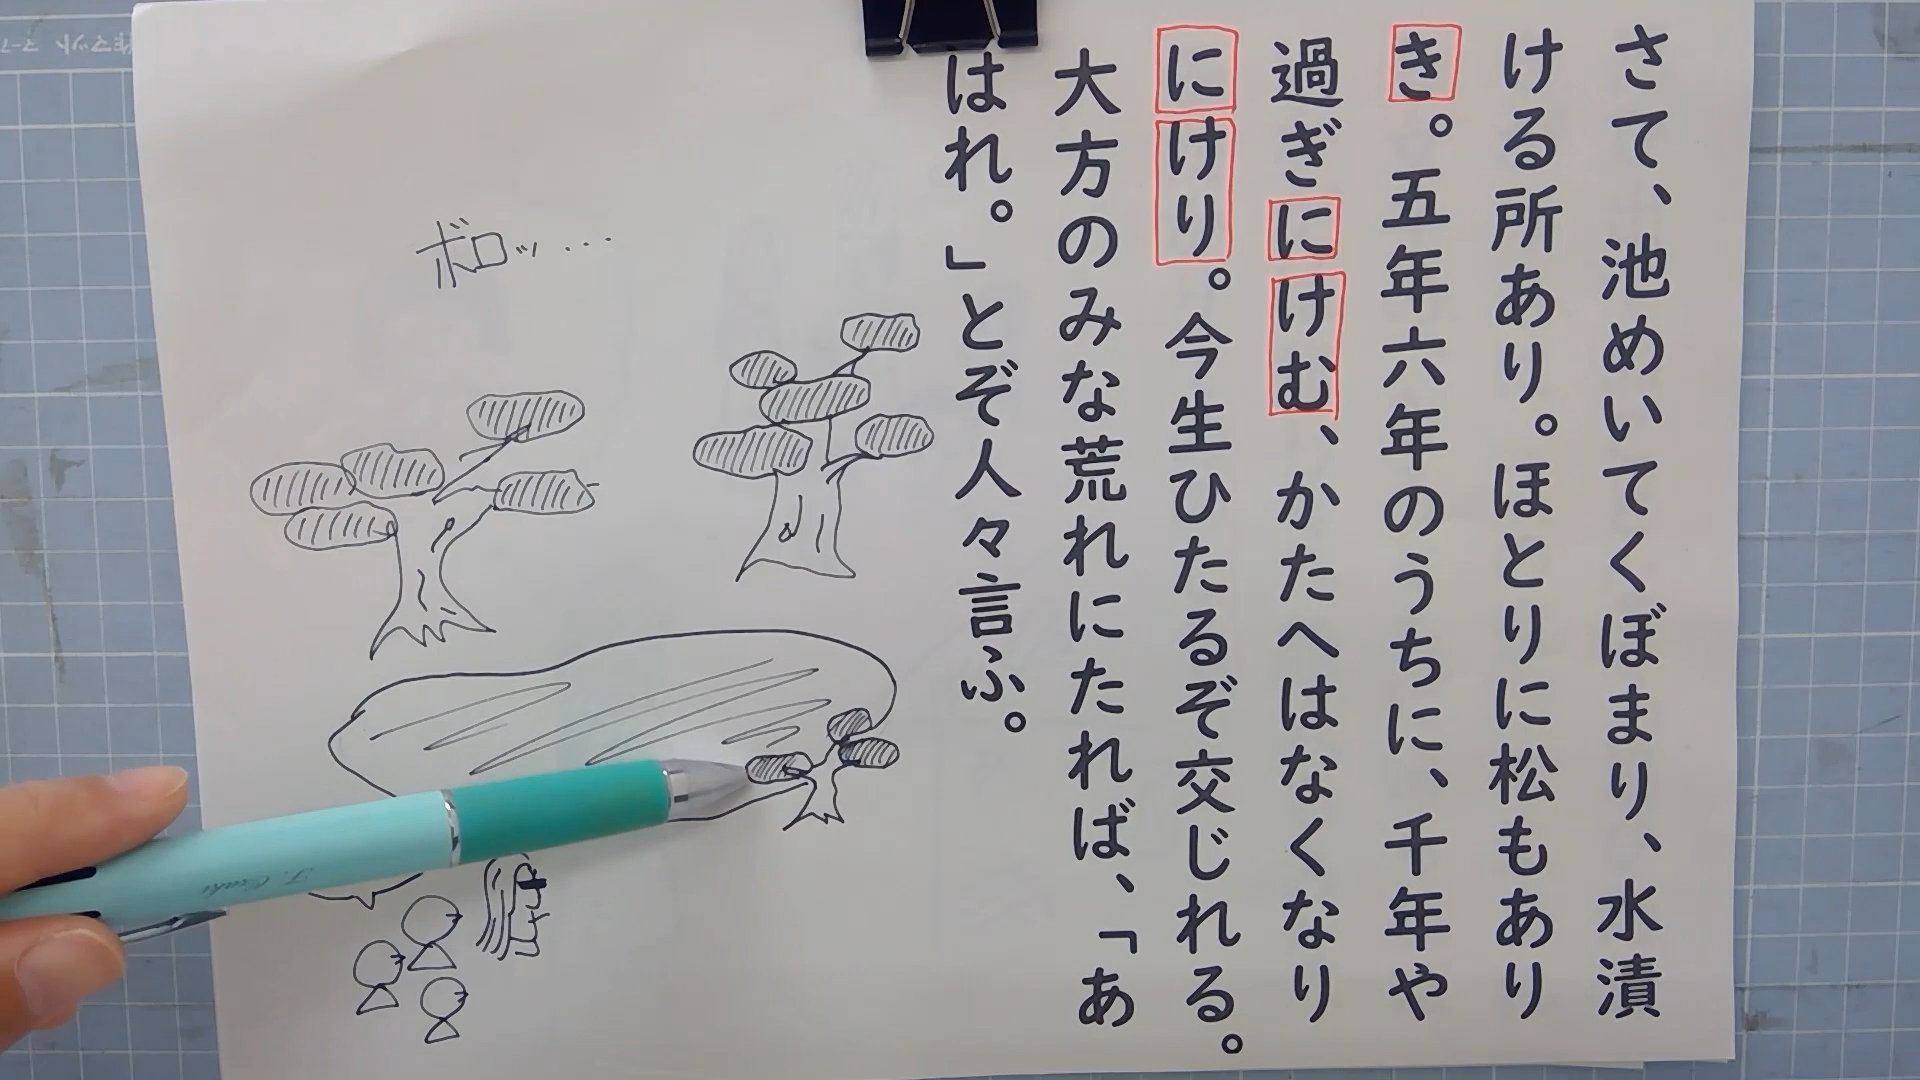 さて、池めいてくぼまり、水漬
ける所あり。ほとりに松もあり
き。五年六年のうちに、千年や
過ぎにけむ、かたへはなくなり
にけり。今生ひたるぞ交じれる。
大方のみな荒れにたれば、「あ
はれ。」とぞ人々言ふ。
ボロッ…